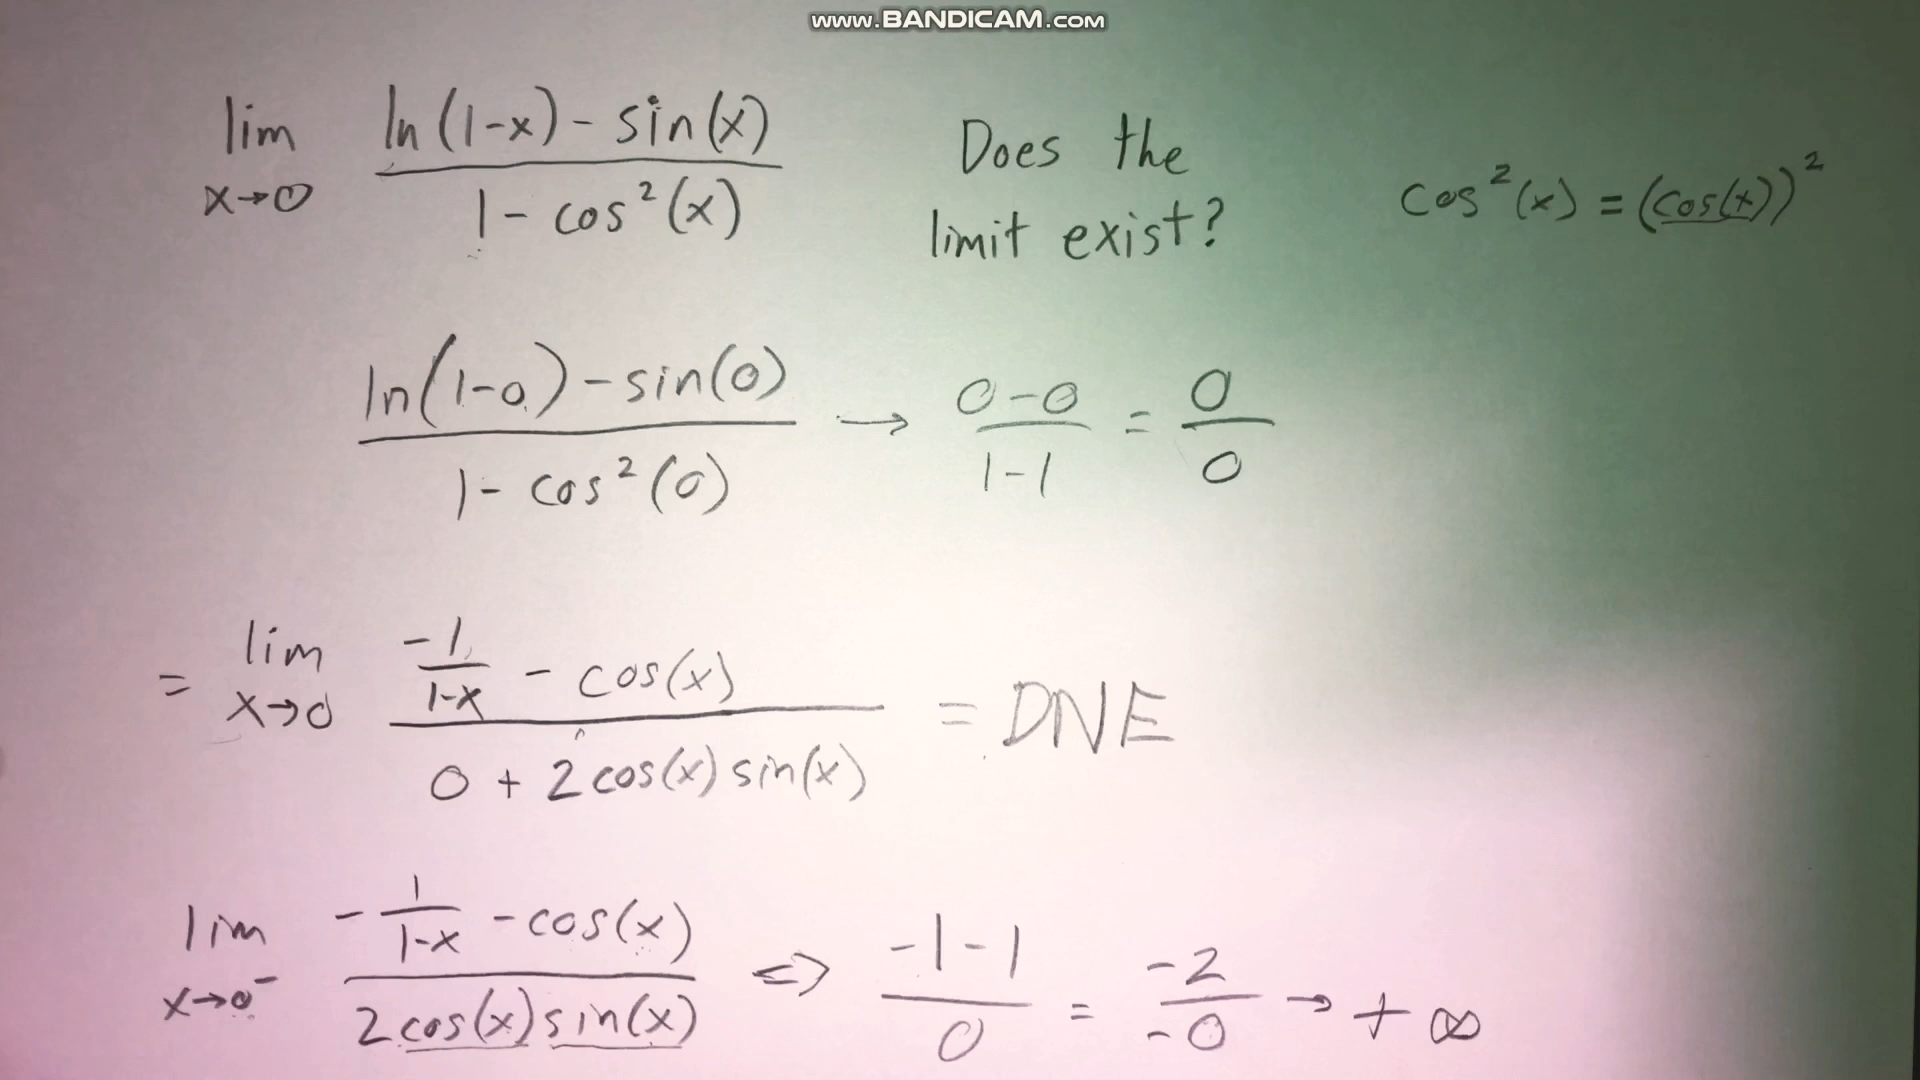 www.BANDICAM.com
lim x→0 (ln(1-x) - sin(x)) / (1 - cos²(x))
Does the
limit exist?
cos²(x) = (cos(x))²
(ln(1-0) - sin(0)) / (1 - cos²(0)) → (0-0)/(1-1) = 0/0
= lim x→0 (-1/(1-x) - cos(x)) / (0 + 2cos(x)sin(x)) = DNE
lim x→0⁻ (-1/(1-x) - cos(x)) / (2cos(x)sin(x)) <=> (-1-1)/0 = -2/-0 → +∞